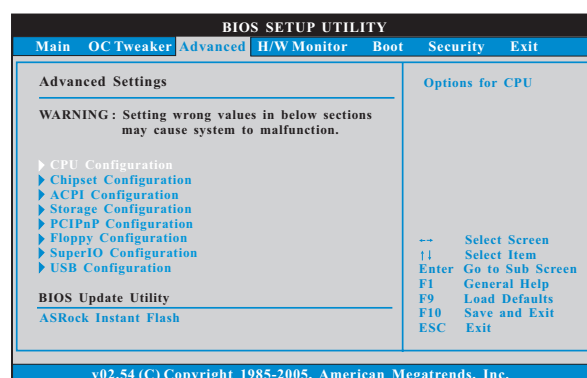 BIOS SETUP UTILITY
Main OC Tweaker Advanced H/W Monitor Boot Security Exit
Advanced Settings
WARNING : Setting wrong values in below sections
may cause system to malfunction.
CPU Configuration
Chipset Configuration
ACPI Configuration
Storage Configuration
PCIPnP Configuration
Floppy Configuration
SuperIO Configuration
USB Configuration
BIOS Update Utility
ASRock Instant Flash
Options for CPU
←→ Select Screen
↑↓ Select Item
Enter Go to Sub Screen
F1 General Help
F9 Load Defaults
F10 Save and Exit
ESC Exit
v02.54 (C) Copyright 1985-2005, American Megatrends, Inc.